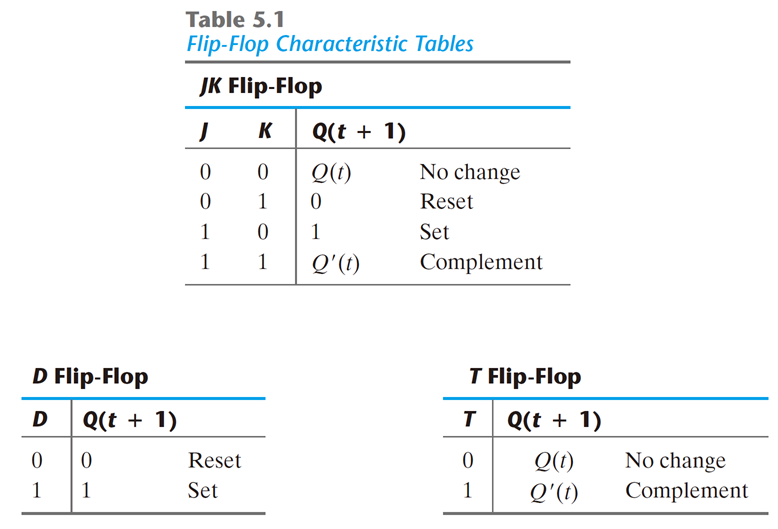 Table 5.1
Flip-Flop Characteristic Tables
JK Flip-Flop
J K Q(t + 1)
0 0 Q(t) No change
0 1 0 Reset
1 0 1 Set
1 1 Q′(t) Complement
D Flip-Flop
D Q(t + 1)
0 0 Reset
1 1 Set
T Flip-Flop
T Q(t + 1)
0 Q(t) No change
1 Q′(t) Complement